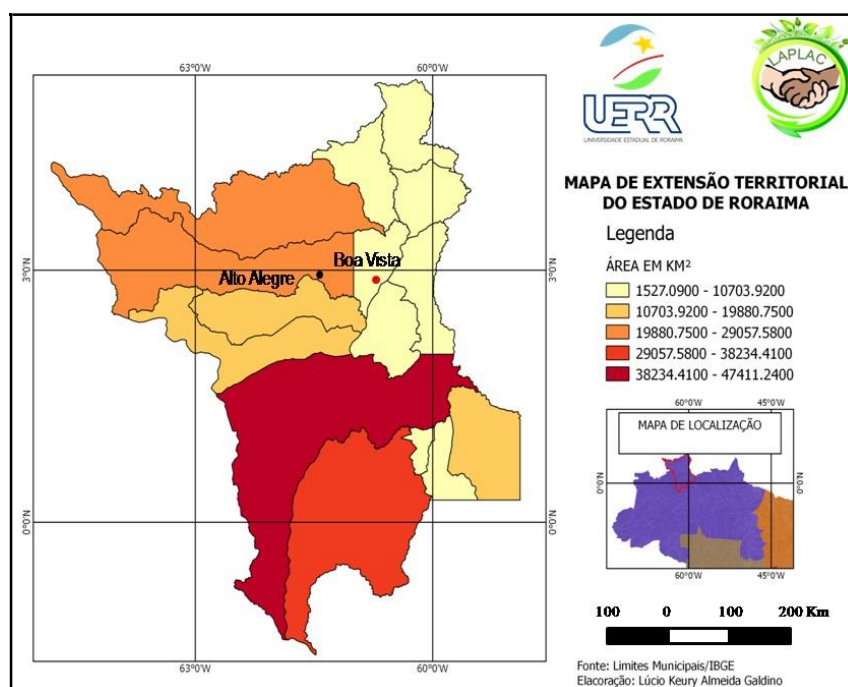 63°0'W 60°0'W
3°0'N 3°0'N
Boa Vista
Alto Alegre
0°0'N 0°0'N
63°0'W 60°0'W
UERR
UNIVERSIDADE ESTADUAL DE RORAIMA
LAPLAC
MAPA DE EXTENSÃO TERRITORIAL
DO ESTADO DE RORAIMA
Legenda
ÁREA EM KM²
1527.0900 - 10703.9200
10703.9200 - 19880.7500
19880.7500 - 29057.5800
29057.5800 - 38234.4100
38234.4100 - 47411.2400
60°0'W 45°0'W
MAPA DE LOCALIZAÇÃO
0°0'N 0°0'N
60°0'W 45°0'W
100 0 100 200 Km
Fonte: Limites Municipais/IBGE
Elacoração: Lúcio Keury Almeida Galdino